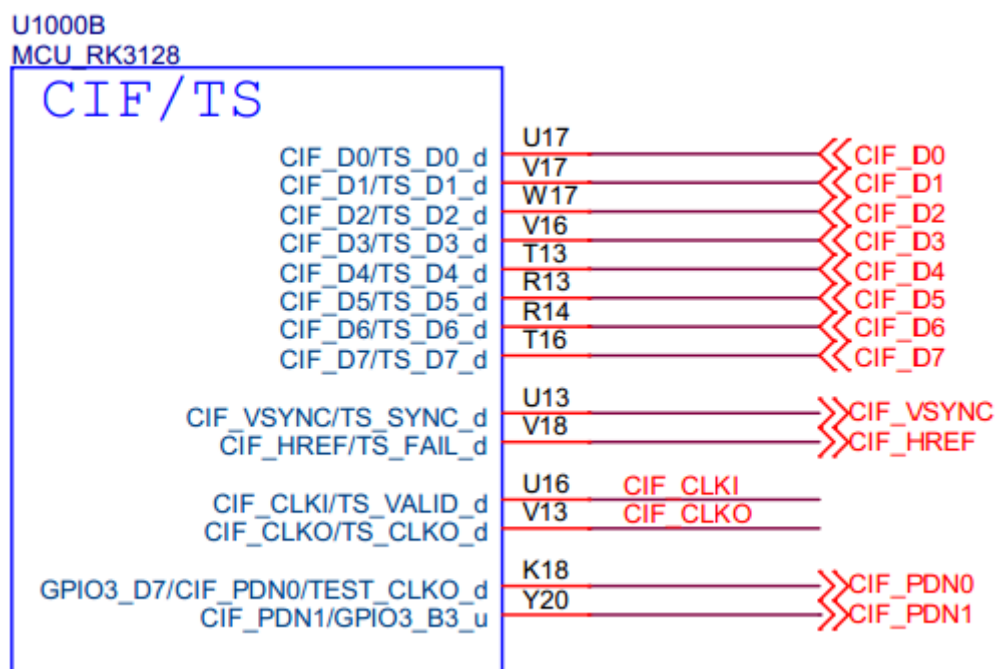 U1000B
MCU_RK3128
CIF/TS
CIF_D0/TS_D0_d U17 CIF_D0
CIF_D1/TS_D1_d V17 CIF_D1
CIF_D2/TS_D2_d W17 CIF_D2
CIF_D3/TS_D3_d V16 CIF_D3
CIF_D4/TS_D4_d T13 CIF_D4
CIF_D5/TS_D5_d R13 CIF_D5
CIF_D6/TS_D6_d R14 CIF_D6
CIF_D7/TS_D7_d T16 CIF_D7
CIF_VSYNC/TS_SYNC_d U13 CIF_VSYNC
CIF_HREF/TS_FAIL_d V18 CIF_HREF
CIF_CLKI/TS_VALID_d U16 CIF_CLKI
CIF_CLKO/TS_CLKO_d V13 CIF_CLKO
GPIO3_D7/CIF_PDN0/TEST_CLKO_d K18 CIF_PDN0
CIF_PDN1/GPIO3_B3_u Y20 CIF_PDN1